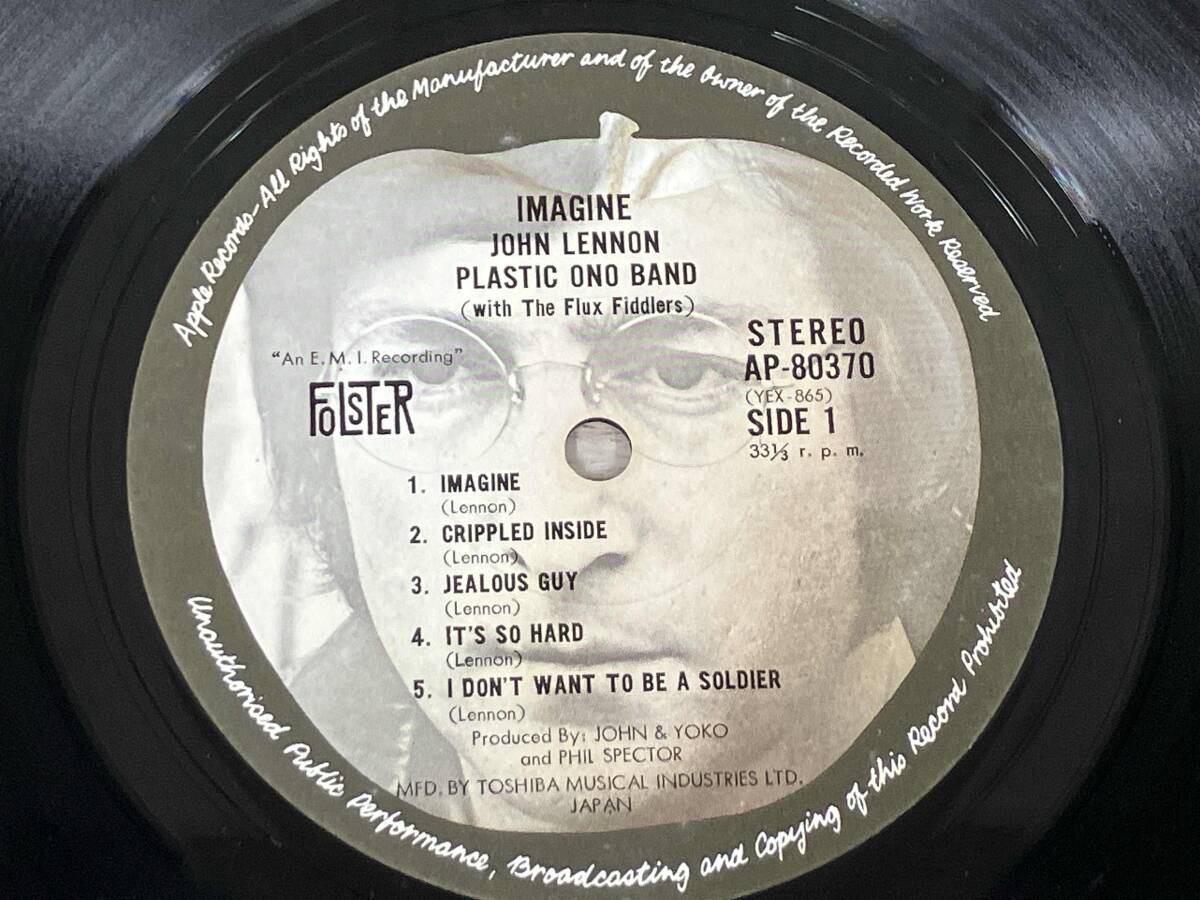 Apple Records-All Rights of the Manufacturer and of the Owner of the Recorded Work Reserved
IMAGINE
JOHN LENNON
PLASTIC ONO BAND
(with The Flux Fiddlers)
"An E.M.I. Recording"
FOLSTER
STEREO
AP-80370
(YEX-865)
SIDE 1
33⅓ r. p. m.
1. IMAGINE
(Lennon)
2. CRIPPLED INSIDE
(Lennon)
3. JEALOUS GUY
(Lennon)
4. IT'S SO HARD
(Lennon)
5. I DON'T WANT TO BE A SOLDIER
(Lennon)
Produced By: JOHN & YOKO
and PHIL SPECTOR
MFD. BY TOSHIBA MUSICAL INDUSTRIES LTD.
JAPAN
Unauthorised Public Performance, Broadcasting and Copying of this Record Prohibited